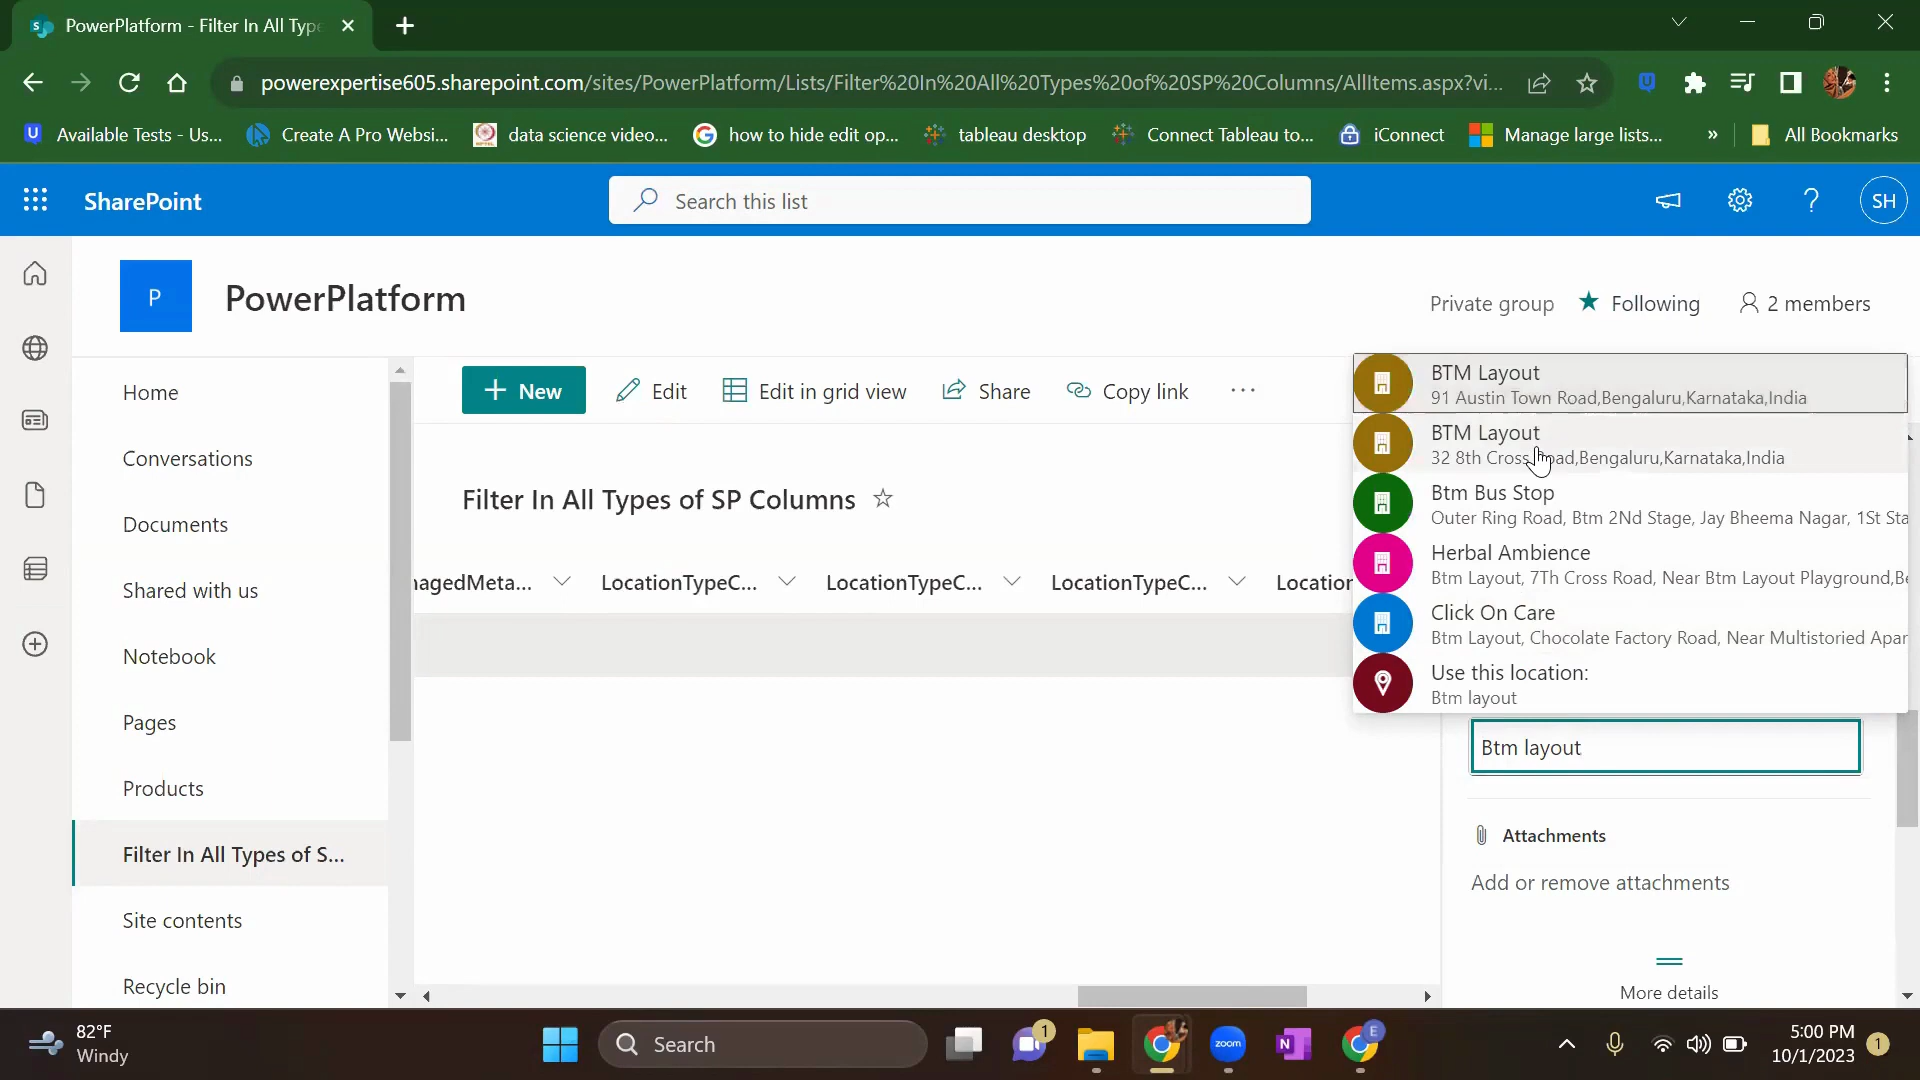 PowerPlatform - Filter In All Type
powerexpertise605.sharepoint.com/sites/PowerPlatform/Lists/Filter%20In%20All%20Types%20of%20SP%20Columns/AllItems.aspx?vi...
Available Tests - Us...
Create A Pro Websi...
data science video...
how to hide edit op...
tableau desktop
Connect Tableau to...
iConnect
Manage large lists...
»
All Bookmarks
SharePoint
Search this list
SH
P
PowerPlatform
Private group
Following
2 members
Home
Conversations
Documents
Shared with us
Notebook
Pages
Products
Filter In All Types of S...
Site contents
Recycle bin
New
Edit
Edit in grid view
Share
Copy link
...
Filter In All Types of SP Columns
nagedMeta...
LocationTypeC...
LocationTypeC...
LocationTypeC...
Location
BTM Layout
91 Austin Town Road,Bengaluru,Karnataka,India
BTM Layout
32 8th Cross Road,Bengaluru,Karnataka,India
Btm Bus Stop
Outer Ring Road, Btm 2Nd Stage, Jay Bheema Nagar, 1St Sta
Herbal Ambience
Btm Layout, 7Th Cross Road, Near Btm Layout Playground,Be
Click On Care
Btm Layout, Chocolate Factory Road, Near Multistoried Apar
Use this location:
Btm layout
Btm layout
Attachments
Add or remove attachments
More details
82°F
Windy
Search
1
zoom
N
E
5:00 PM
10/1/2023
1